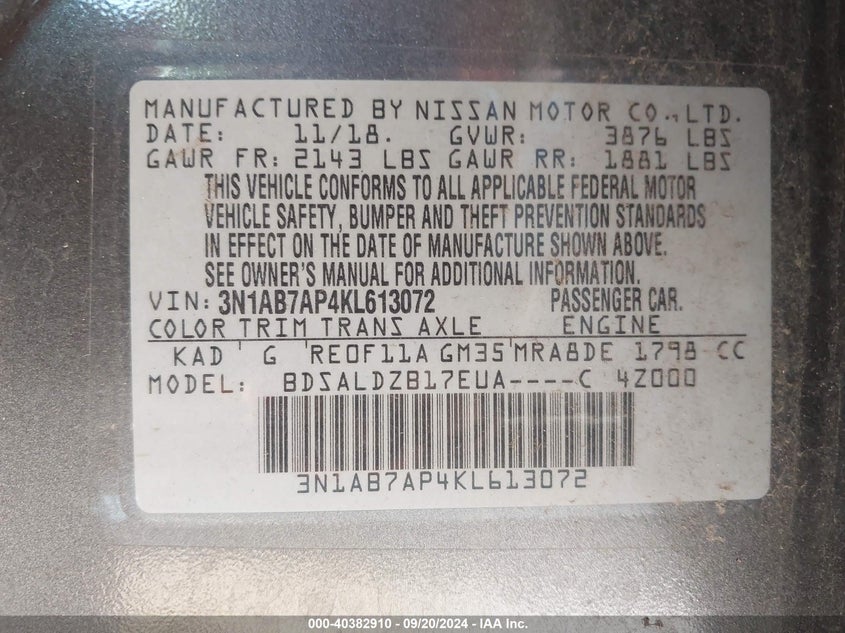 MANUFACTURED BY NISSAN MOTOR CO., LTD.
DATE: 11/18. GVWR: 3876 LBS
GAWR FR: 2143 LBS GAWR RR: 1881 LBS
THIS VEHICLE CONFORMS TO ALL APPLICABLE FEDERAL MOTOR
VEHICLE SAFETY, BUMPER AND THEFT PREVENTION STANDARDS
IN EFFECT ON THE DATE OF MANUFACTURE SHOWN ABOVE.
SEE OWNER'S MANUAL FOR ADDITIONAL INFORMATION.
VIN: 3N1AB7AP4KL613072 PASSENGER CAR.
COLOR TRIM TRANS AXLE ENGINE
KAD G RE0F11A GM35 MRA8DE 1798 CC
MODEL: BDSALDZB17EUA----C 4Z000
3N1AB7AP4KL613072
000-40382910 - 09/20/2024 - IAA Inc.